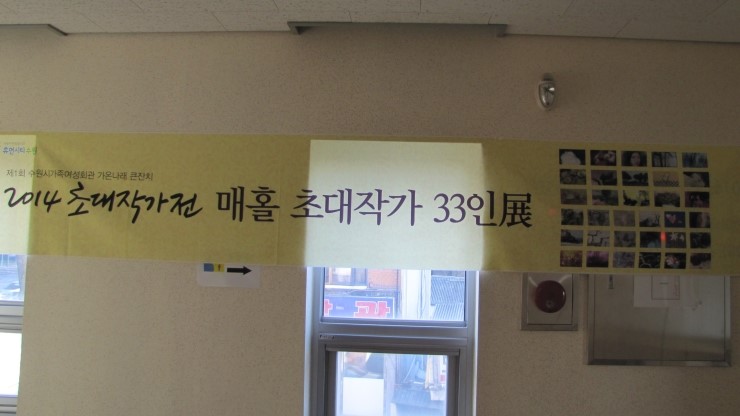 제1회 수원시가족여성회관 가온나래 큰잔치
2014 초대작가전 매홀 초대작가 33인展
관